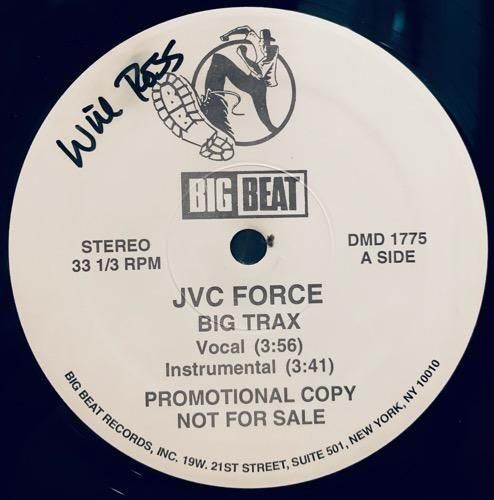 Will Ross
BIG BEAT
STEREO
33 1/3 RPM
DMD 1775
A SIDE
JVC FORCE
BIG TRAX
Vocal (3:56)
Instrumental (3:41)
PROMOTIONAL COPY
NOT FOR SALE
BIG BEAT RECORDS, INC. 19W. 21ST STREET, SUITE 501, NEW YORK, NY 10010